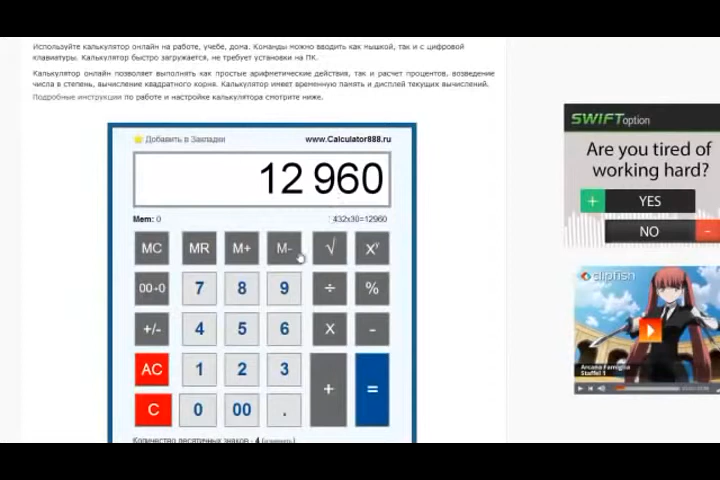 Используйте калькулятор онлайн на работе, учебе, дома. Команды можно вводить как мышкой, так и с цифровой
клавиатуры. Калькулятор быстро загружается, не требует установки на ПК.
Калькулятор онлайн позволяет выполнять как простые арифметические действия, так и расчет процентов, возведение
числа в степень, вычисление квадратного корня. Калькулятор имеет временную память и дисплей текущих вычислений.
Подробные инструкции по работе и настройке калькулятора смотрите ниже.
Добавить в Закладки www.Calculator888.ru
12 960
Mem: 0 432x30=12960
MC MR M+ M- √ Xʸ
00→0 7 8 9 ÷ %
+/- 4 5 6 X -
AC 1 2 3
C 0 00 . + =
Количество десятичных знаков - 4 (изменить)
SWIFToption
Are you tired of
working hard?
+ YES
NO -
clipfish
Arcana Famiglia
Staffel 1